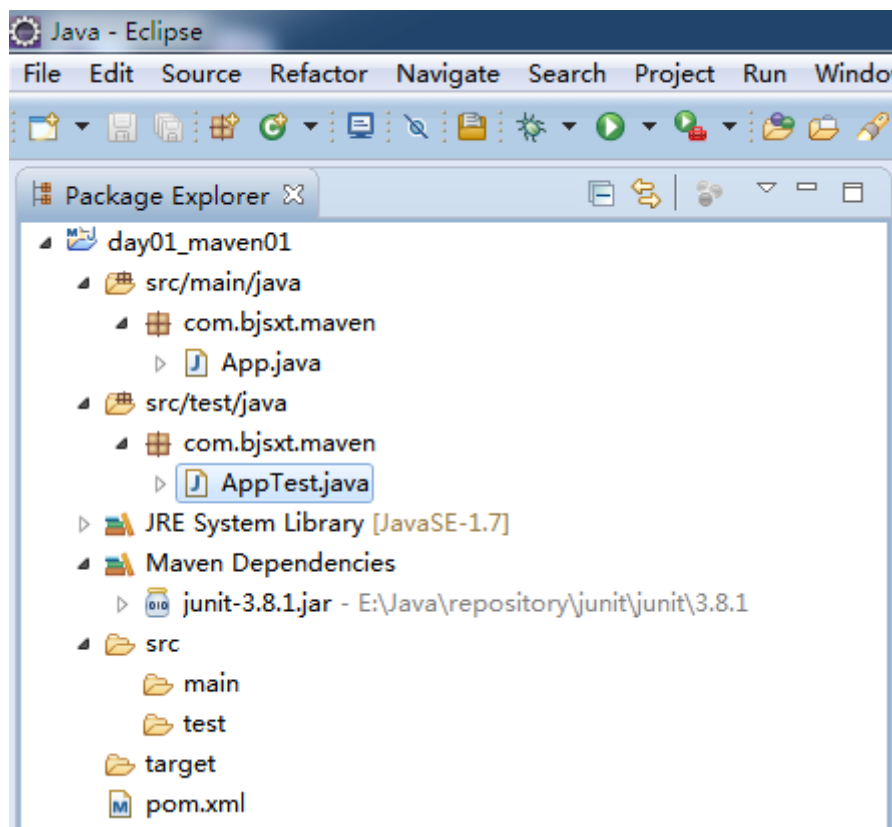 Java - Eclipse
File Edit Source Refactor Navigate Search Project Run Windo
Package Explorer
day01_maven01
src/main/java
com.bjsxt.maven
App.java
src/test/java
com.bjsxt.maven
AppTest.java
JRE System Library [JavaSE-1.7]
Maven Dependencies
junit-3.8.1.jar - E:\Java\repository\junit\junit\3.8.1
src
main
test
target
pom.xml